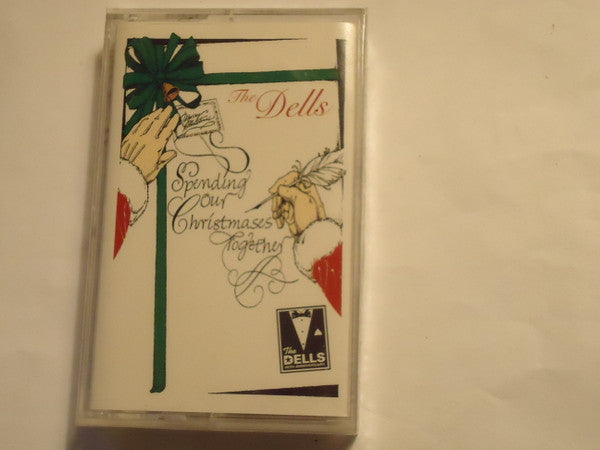 The Dells
Spending
Our
Christmases
Together
The
DELLS